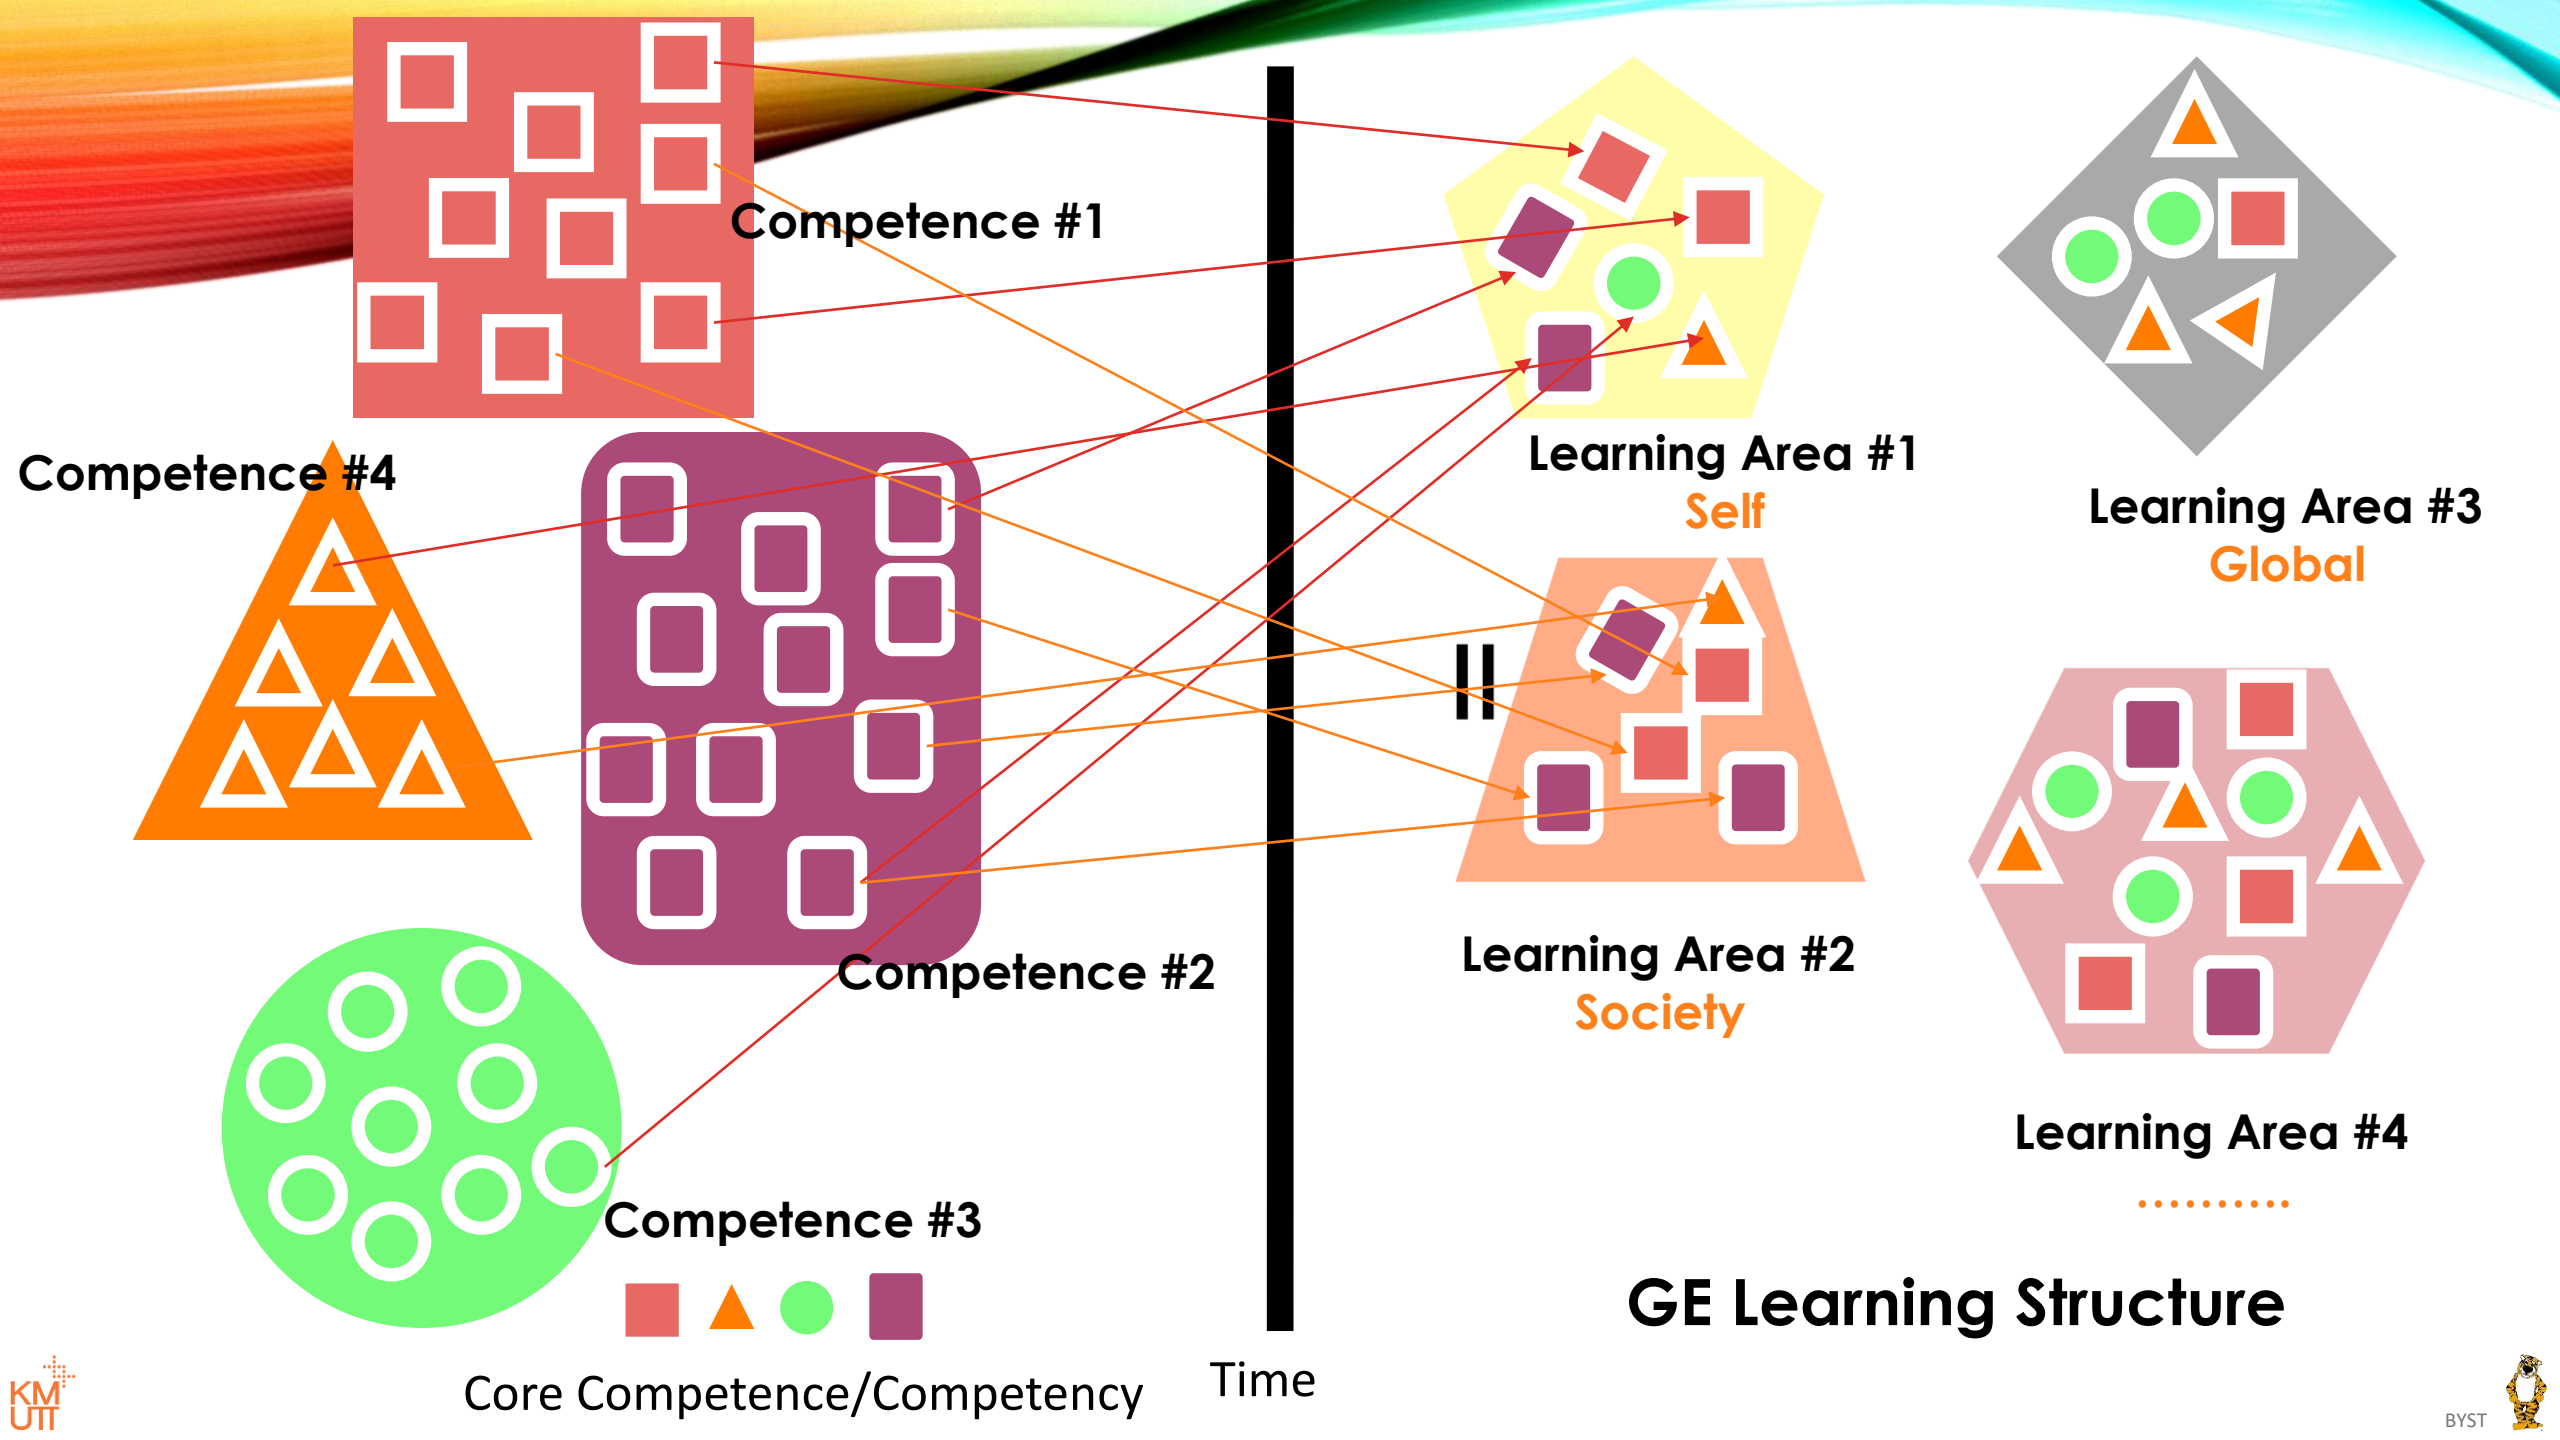 Competence #1
Competence #4
Competence #2
Competence #3
Core Competence/Competency
Time
Learning Area #1
Self
Learning Area #3
Global
Learning Area #2
Society
Learning Area #4
..........
GE Learning Structure
KM
UTT
BYST